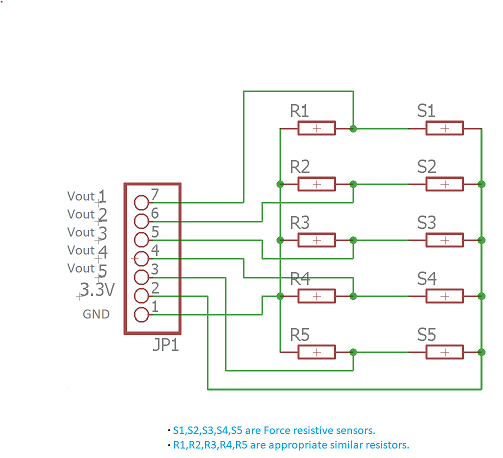 R1 S1
R2 S2
Vout 1 7
Vout 2 6
R3 S3
Vout 3 5
Vout 4 4
Vout 5 3
R4 S4
3.3V 2
GND 1
R5 S5
JP1
· S1,S2,S3,S4,S5 are Force resistive sensors.
· R1,R2,R3,R4,R5 are appropriate similar resistors.